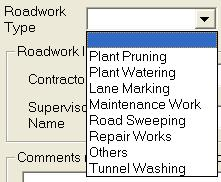 Roadwork
Type
Roadwork
Plant Pruning
Plant Watering
Contracto
Lane Marking
Maintenance Work
Superviso
Road Sweeping
Name
Repair Works
Others
Comments
Tunnel Washing